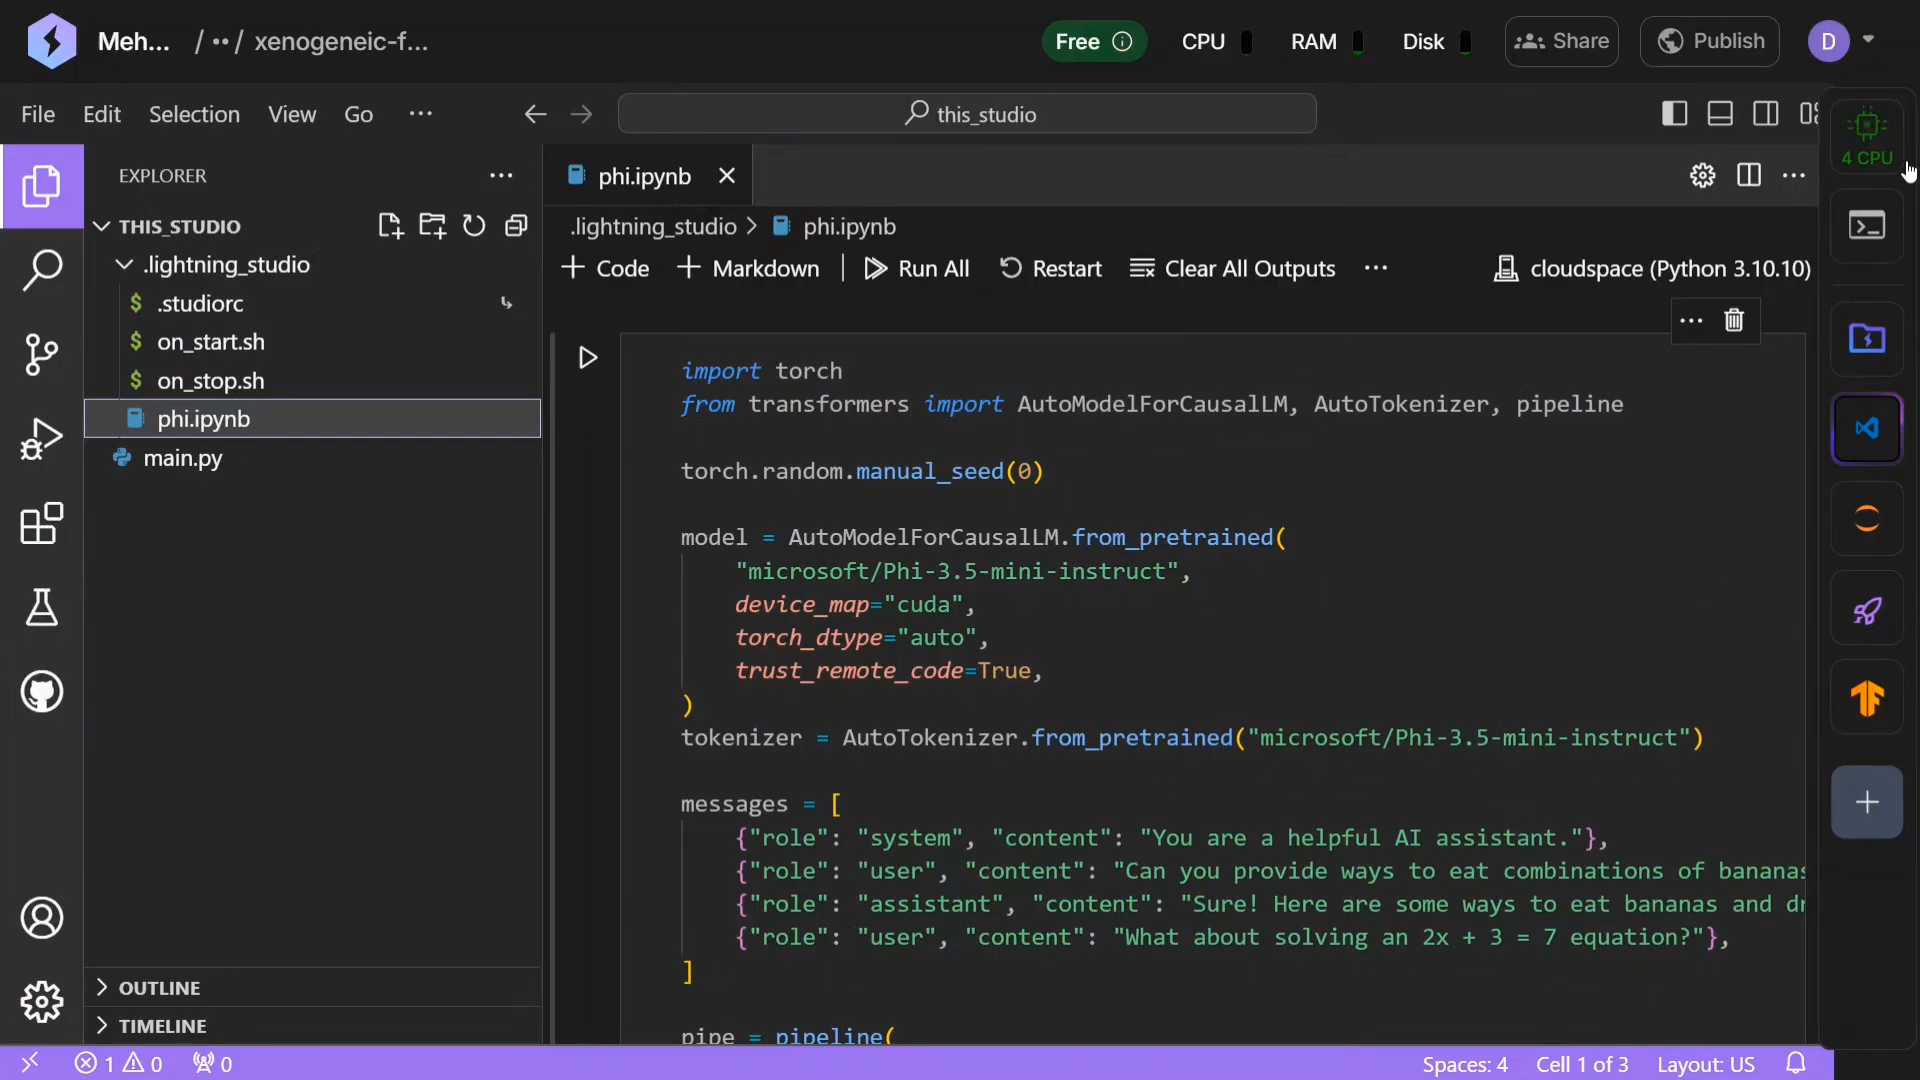 Meh... / ·· / xenogeneic-f...
Free CPU RAM Disk Share Publish D
File Edit Selection View Go ··· this_studio
4 CPU
EXPLORER ···
phi.ipynb
THIS_STUDIO
.lightning_studio > phi.ipynb
.lightning_studio
Code Markdown Run All Restart Clear All Outputs ··· cloudspace (Python 3.10.10)
$ .studiorc
$ on_start.sh
$ on_stop.sh
phi.ipynb
main.py
import torch
from transformers import AutoModelForCausalLM, AutoTokenizer, pipeline
torch.random.manual_seed(0)
model = AutoModelForCausalLM.from_pretrained(
"microsoft/Phi-3.5-mini-instruct",
device_map="cuda",
torch_dtype="auto",
trust_remote_code=True,
)
tokenizer = AutoTokenizer.from_pretrained("microsoft/Phi-3.5-mini-instruct")
messages = [
{"role": "system", "content": "You are a helpful AI assistant."},
{"role": "user", "content": "Can you provide ways to eat combinations of bananas
{"role": "assistant", "content": "Sure! Here are some ways to eat bananas and dr
{"role": "user", "content": "What about solving an 2x + 3 = 7 equation?"},
]
pipe = pipeline(
OUTLINE
TIMELINE
1 0 0 Spaces: 4 Cell 1 of 3 Layout: US